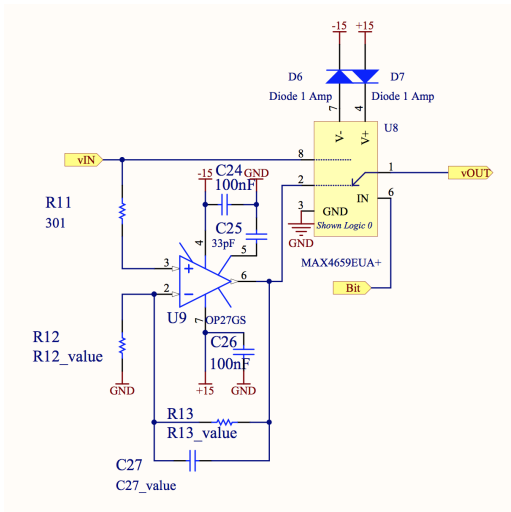 -15 +15
D6 D7
Diode 1 Amp Diode 1 Amp
7 4 U8
V- V+
vIN 8
-15 C24 GND
100nF 2 1 vOUT
R11 IN 6
301 3 GND
C25 GND Shown Logic 0
33pF MAX4659EUA+
4 5
3 + 6 Bit
2 -
U9 7 OP27GS
R12 C26
R12_value 100nF
GND +15 GND
R13
R13_value
C27
C27_value